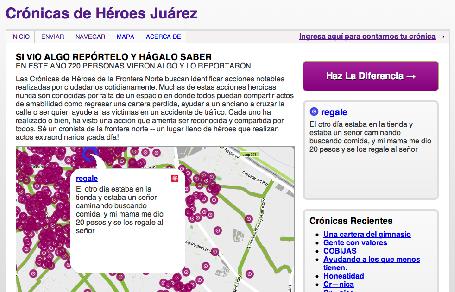 Crónicas de Héroes Juárez
INICIO ENVIAR NAVEGAR MAPA ACERCA DE
Ingresa aquí para contarnos tu crónica
SI VIO ALGO REPÓRTELO Y HÁGALO SABER
EN ESTE AÑO 720 PERSONAS VIERON ALGO Y LO REPORTARON
Las Crónicas de Héroes de la Frontera Norte buscan identificar acciones notables
realizadas por ciudadanos cotidianamente. Muchas de estas acciones heroicas
nunca son conocidas por falta de un espacio en donde todos puedan compartir actos
de amabilidad como regresar una cartera perdida, ayudar a un anciano a cruzar la
calle o ser quien ayude a las víctimas en un accidente de tráfico. Cada uno ha
realizado o bien, ha visto una acción que amerita ser reconocida y compartida por
todos. Sé un cronista de la frontera norte -- un lugar lleno de héroes que realizan
actos extraordinarios ¡cada día!
regale
El otro día estaba en la
tienda y estaba un señor
caminando buscando
comida, y mi mama me dio
20 pesos y se los regale al
señor
Haz La Diferencia →
regale
El otro día estaba en la tienda y
estaba un señor caminando
buscando comida, y mi mama me dio
20 pesos y se los regale al señor
Crónicas Recientes
Una cartera del gimnasio
Gente con valores
COBIJAS
Ayudando a los que menos
tienen.
Honestidad